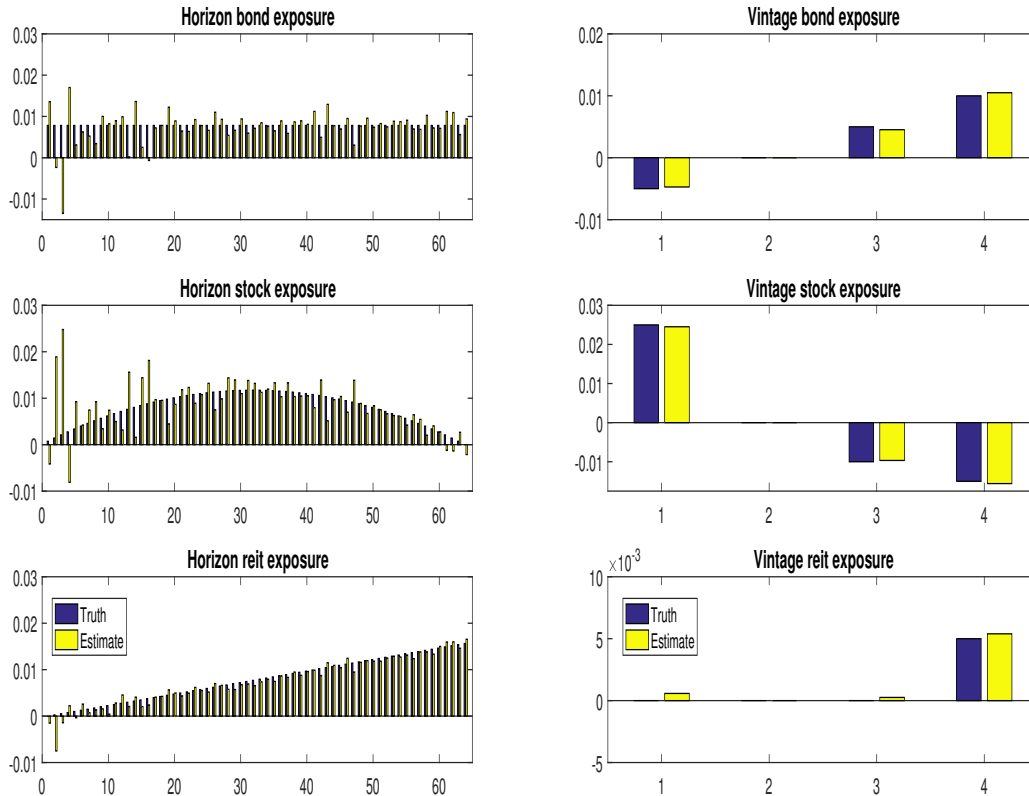 Horizon bond exposure
0.03
0.02
0.01
0
-0.01
0 10 20 30 40 50 60
Vintage bond exposure
0.02
0.01
0
-0.01
1 2 3 4
Horizon stock exposure
0.03
0.02
0.01
0
-0.01
0 10 20 30 40 50 60
Vintage stock exposure
0.03
0.02
0.01
0
-0.01
1 2 3 4
Horizon reit exposure
0.03
0.02
0.01
0
-0.01
Truth
Estimate
0 10 20 30 40 50 60
Vintage reit exposure
×10⁻³
10
5
0
-5
Truth
Estimate
1 2 3 4